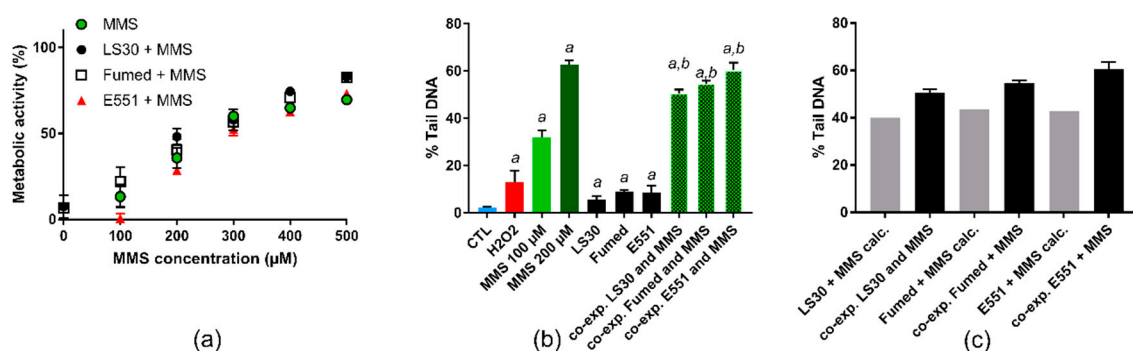 MMS
LS30 + MMS
Fumed + MMS
E551 + MMS
Metabolic activity (%)
100
50
0
0 100 200 300 400 500
MMS concentration (µM)
(a)
% Tail DNA
80
60
40
20
0
a
a
a
a
a
a
a,b
a,b
a,b
CTL
H2O2
MMS 100 µM
MMS 200 µM
LS30
Fumed
E551
co-exp. LS30 and MMS
co-exp. Fumed and MMS
co-exp. E551 and MMS
(b)
% Tail DNA
80
60
40
20
0
LS30 + MMS calc.
co-exp. LS30 and MMS
Fumed + MMS calc.
co-exp. Fumed + MMS
E551 + MMS calc.
co-exp. E551 + MMS
(c)